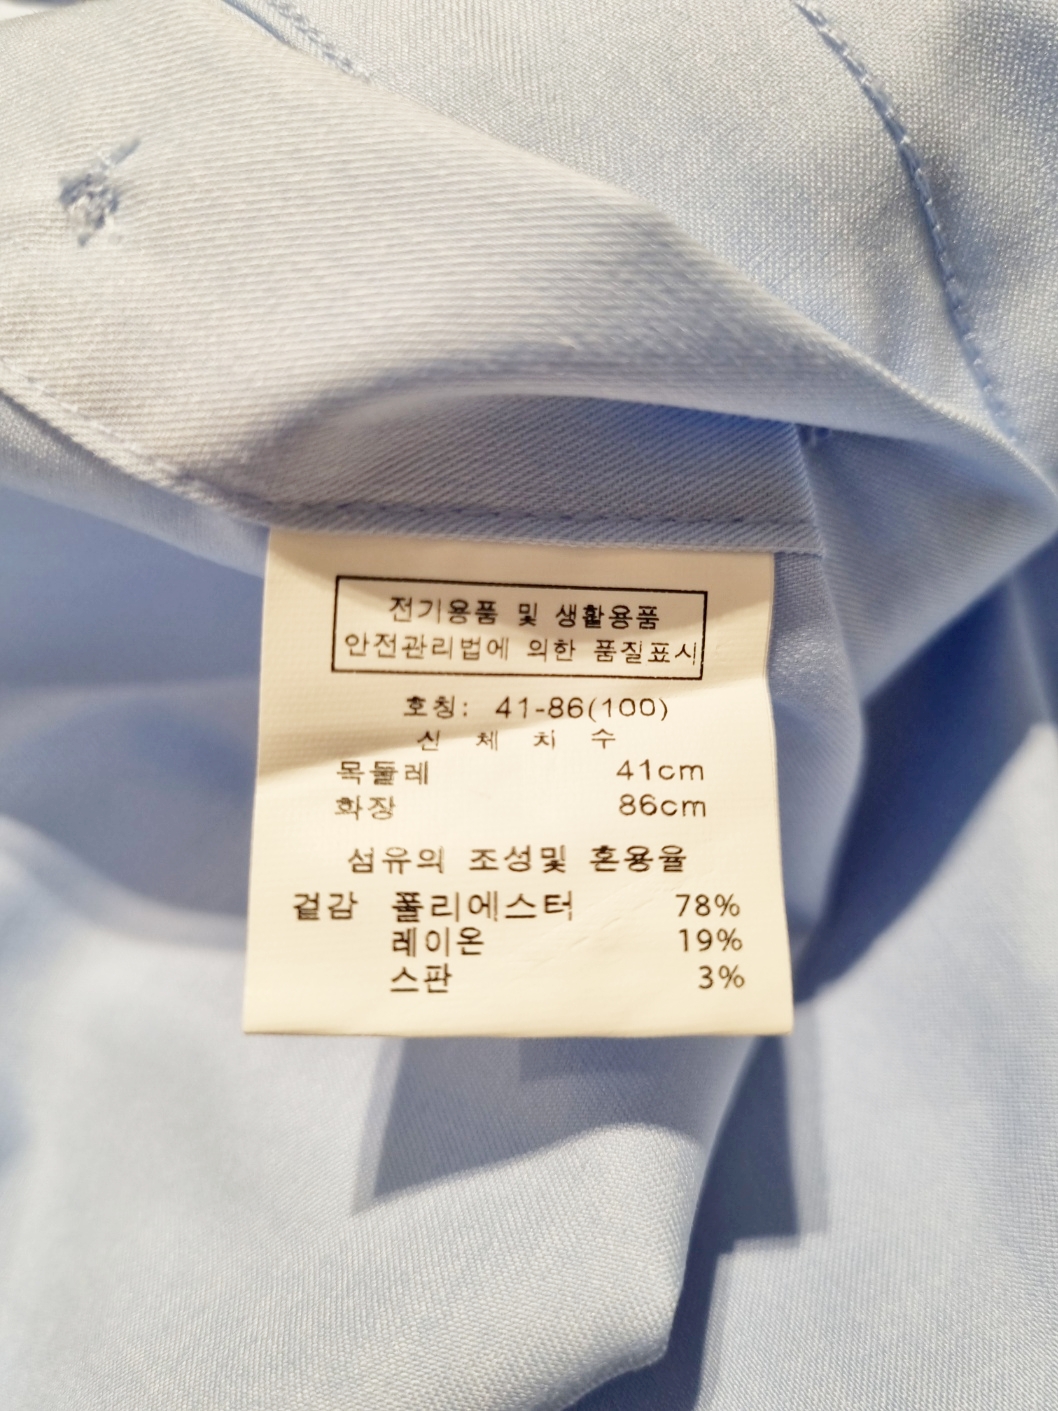 전기용품 및 생활용품
안전관리법에 의한 품질표시
호칭: 41-86(100)
신 체 치 수
목둘레 41cm
화장 86cm
섬유의 조성및 혼용율
겉감 폴리에스터 78%
레이온 19%
스판 3%